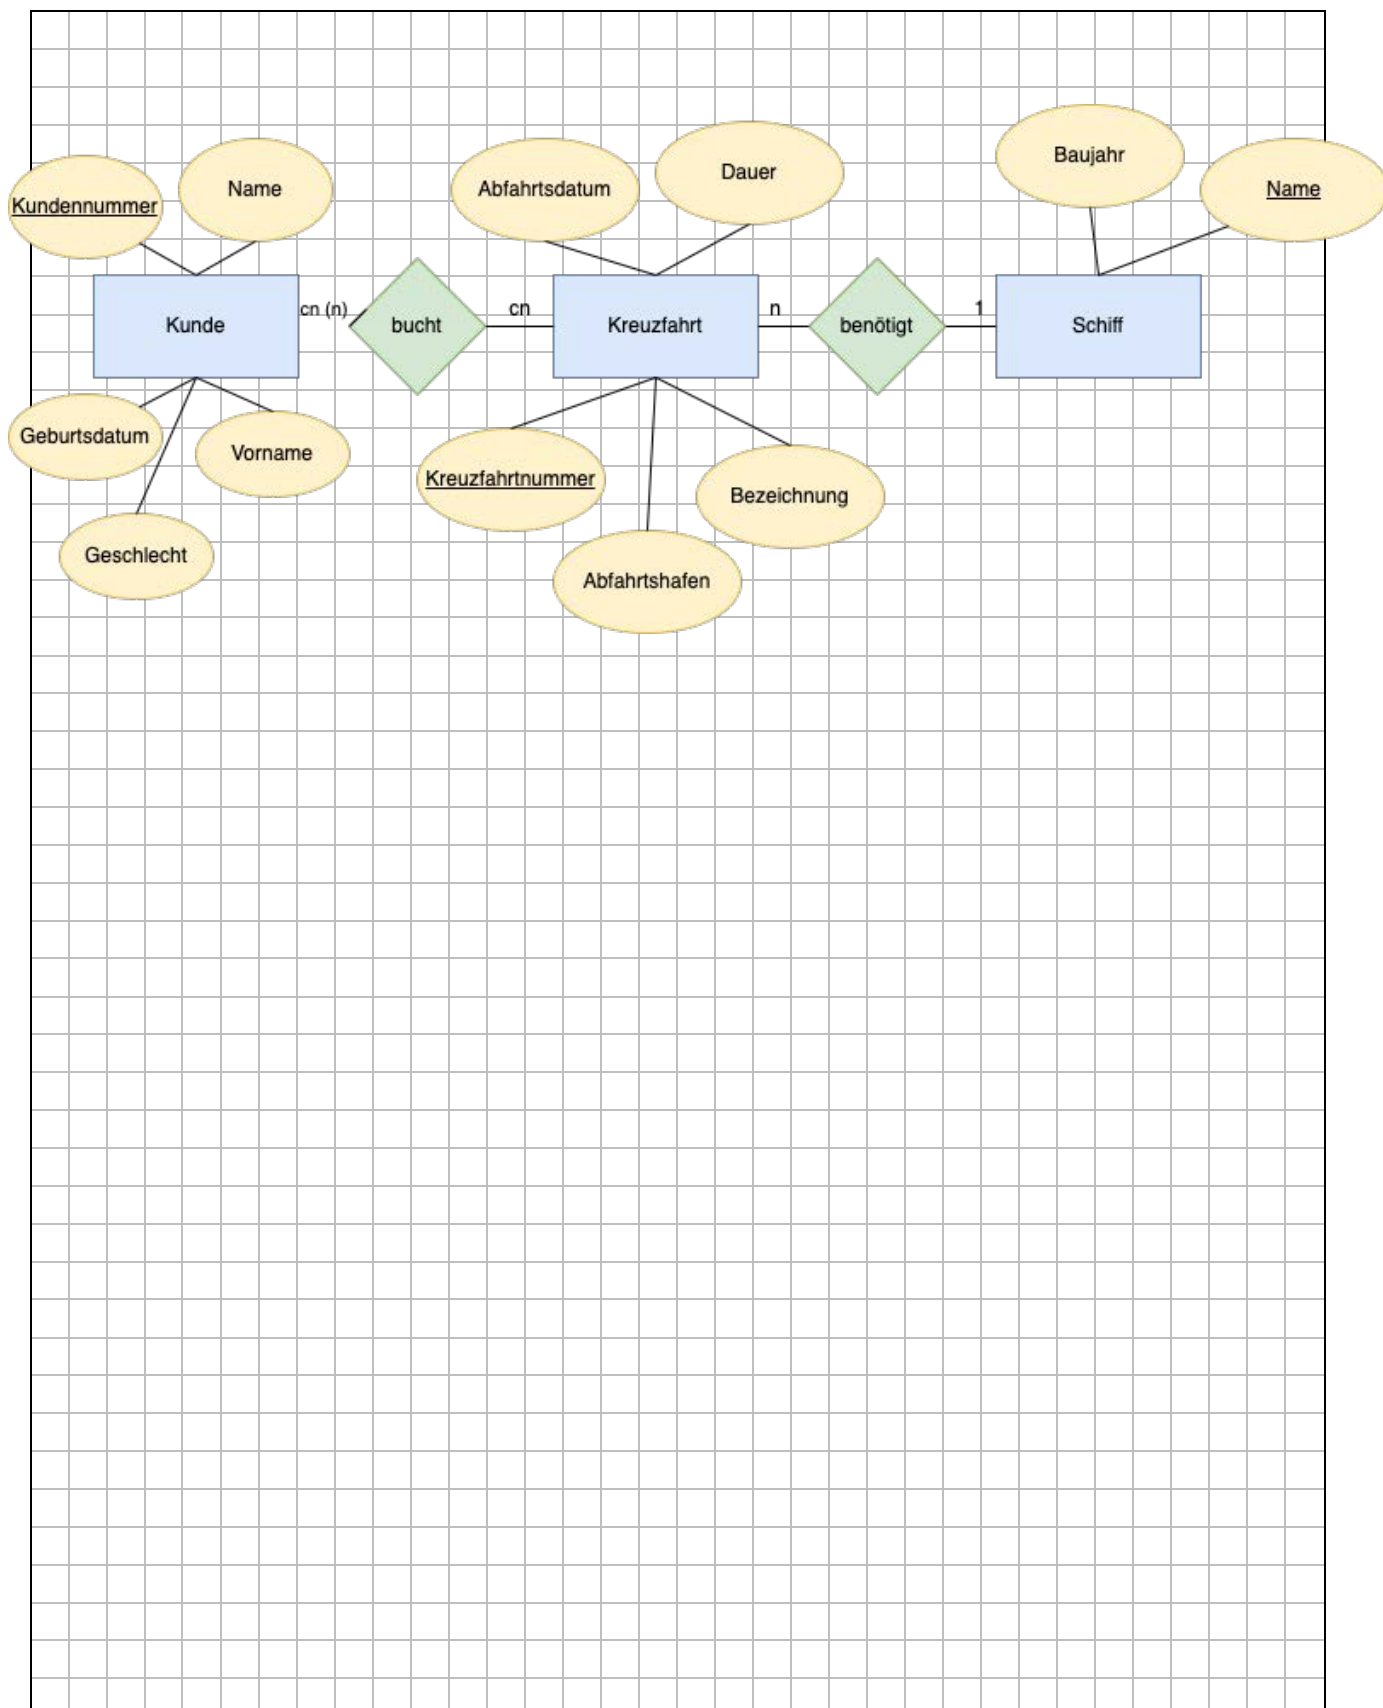 Baujahr
Dauer
Name
Abfahrtsdatum
Name
Kundennummer
cn (n)
cn
n
1
Kunde
bucht
Kreuzfahrt
benötigt
Schiff
Geburtsdatum
Vorname
Kreuzfahrtnummer
Bezeichnung
Geschlecht
Abfahrtshafen